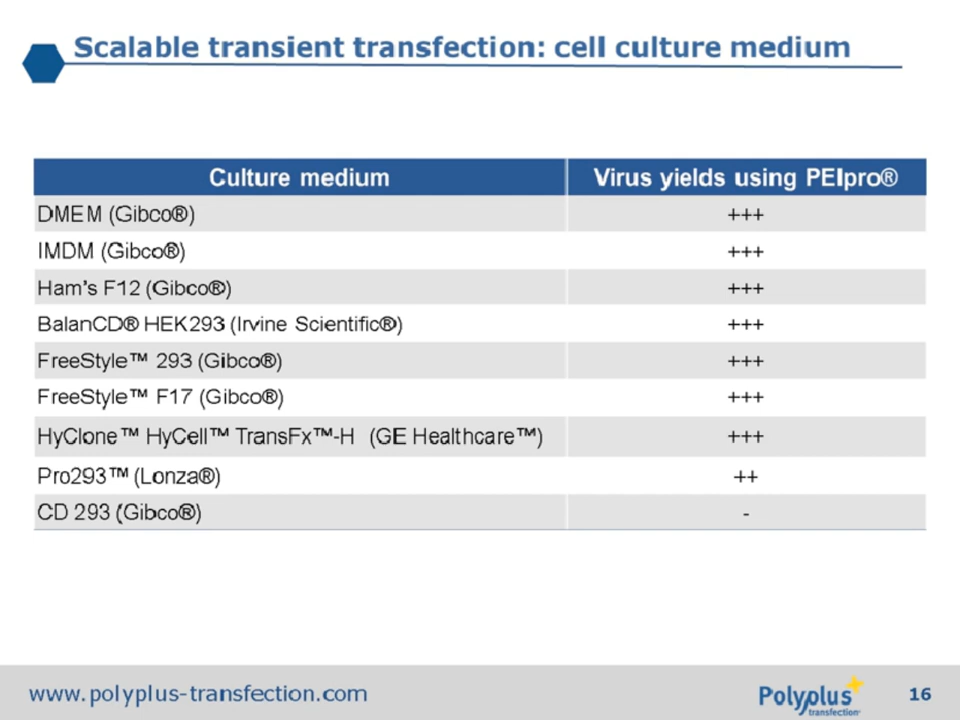 Scalable transient transfection: cell culture medium
Culture medium Virus yields using PEIpro®
DMEM (Gibco®) +++
IMDM (Gibco®) +++
Ham's F12 (Gibco®) +++
BalanCD® HEK293 (Irvine Scientific®) +++
FreeStyle™ 293 (Gibco®) +++
FreeStyle™ F17 (Gibco®) +++
HyClone™ HyCell™ TransFx™-H (GE Healthcare™) +++
Pro293™ (Lonza®) ++
CD 293 (Gibco®) -
www.polyplus-transfection.com Polyplus+ 16
transfection